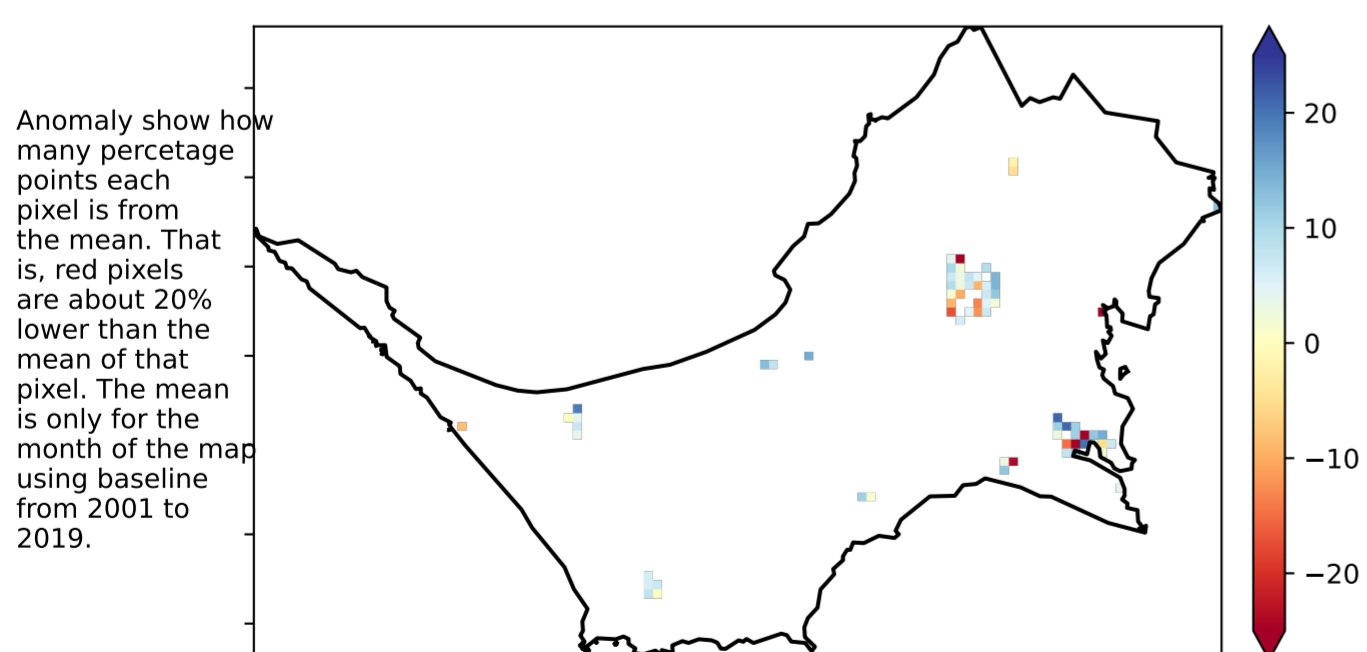 Anomaly show how
many percetage
points each
pixel is from
the mean. That
is, red pixels
are about 20%
lower than the
mean of that
pixel. The mean
is only for the
month of the map
using baseline
from 2001 to
2019.
20
10
0
−10
−20